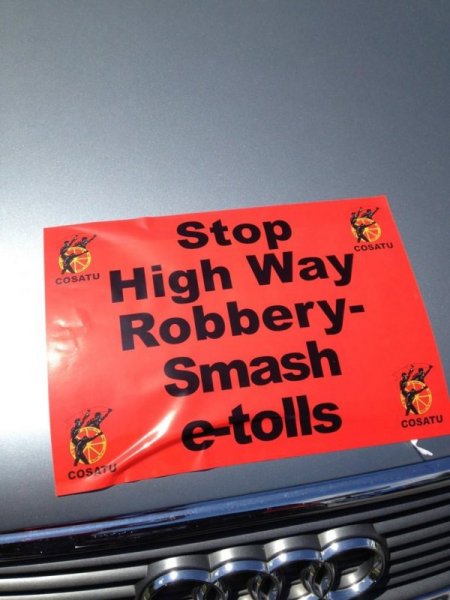 Stop
High Way
Robbery-
Smash
e-tolls
COSATU
COSATU
COSATU
COSATU